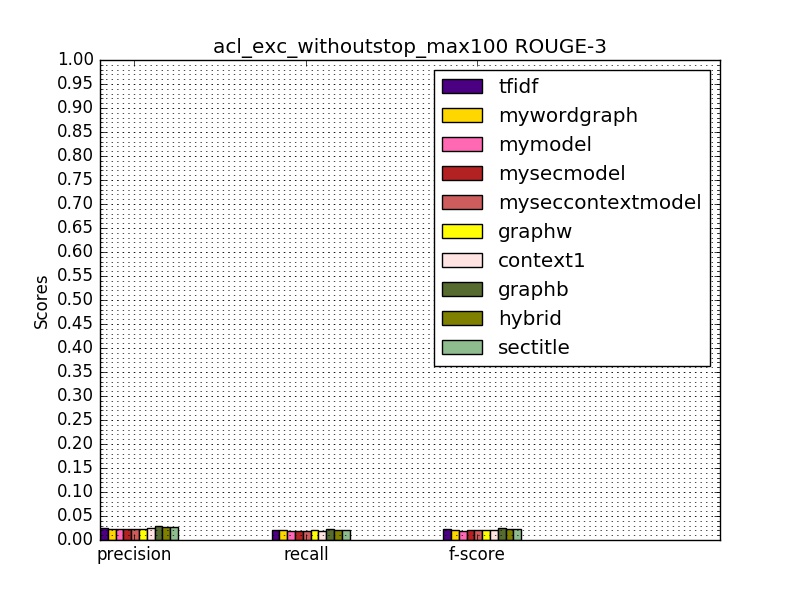 acl_exc_withoutstop_max100 ROUGE-3
1.00
0.95
0.90
0.85
0.80
0.75
0.70
0.65
0.60
0.55
0.50
0.45
0.40
0.35
0.30
0.25
0.20
0.15
0.10
0.05
0.00
Scores
tfidf
mywordgraph
mymodel
mysecmodel
myseccontextmodel
graphw
context1
graphb
hybrid
sectitle
precision recall f-score